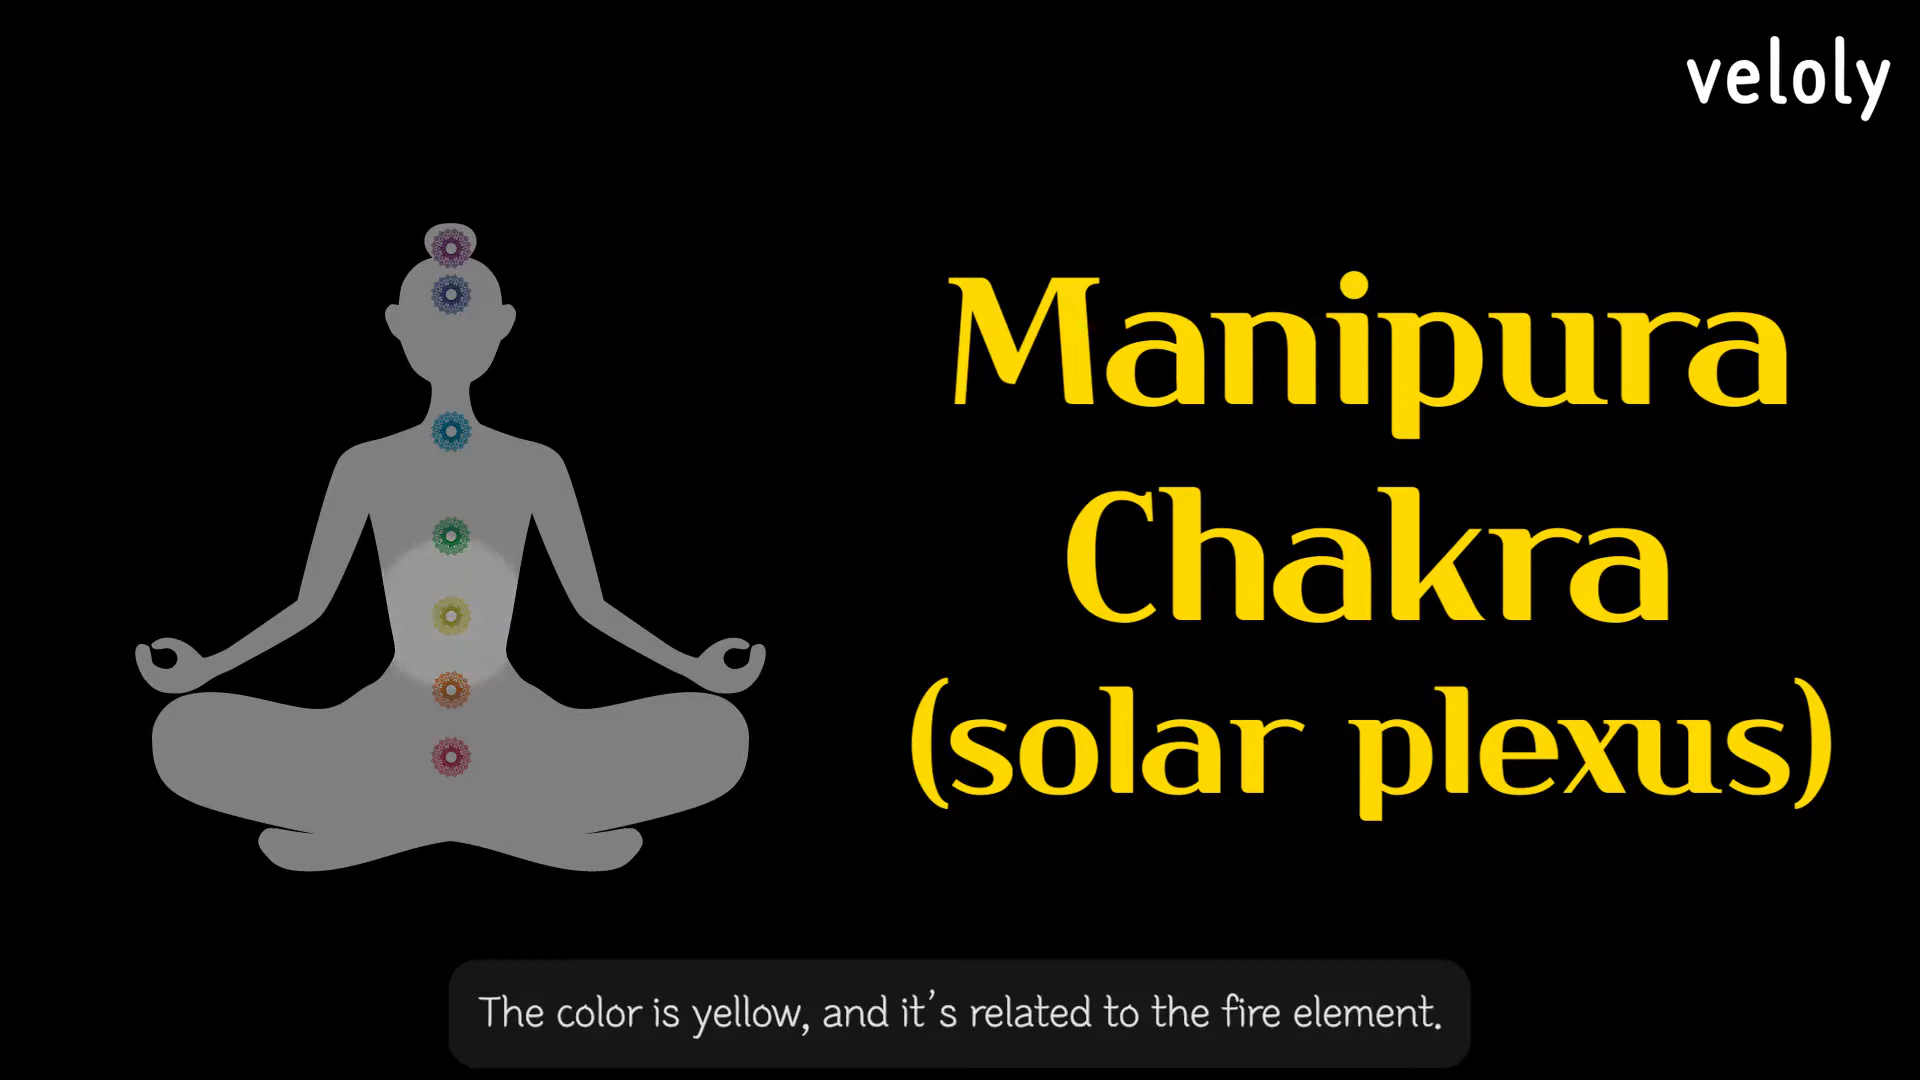 veloly
Manipura
Chakra
(solar plexus)
The color is yellow, and it's related to the fire element.